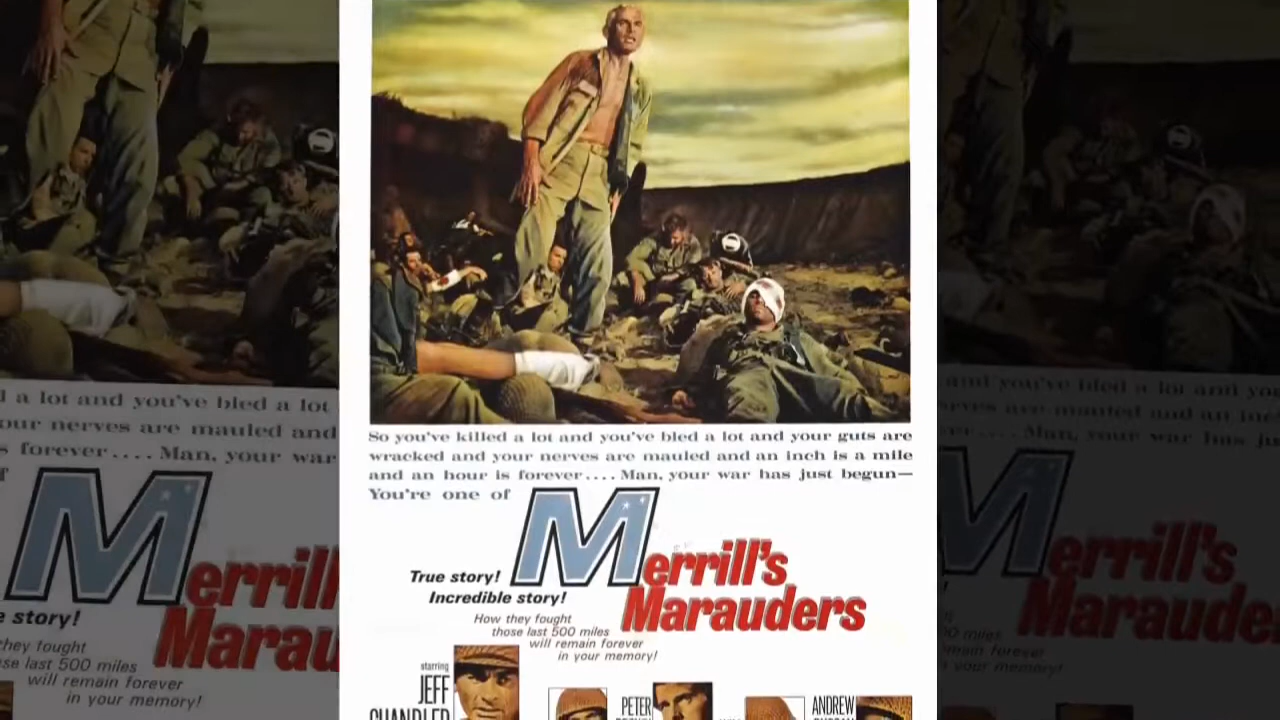 So you've killed a lot and you've bled a lot and your guts are
wracked and your nerves are mauled and an inch is a mile
and an hour is forever.... Man, your war has just begun—
You're one of
Merrill's
Marauders
True story!
Incredible story!
How they fought
those last 500 miles
will remain forever
in your memory!
starring
JEFF
CHANDLER
PETER
ANDREW